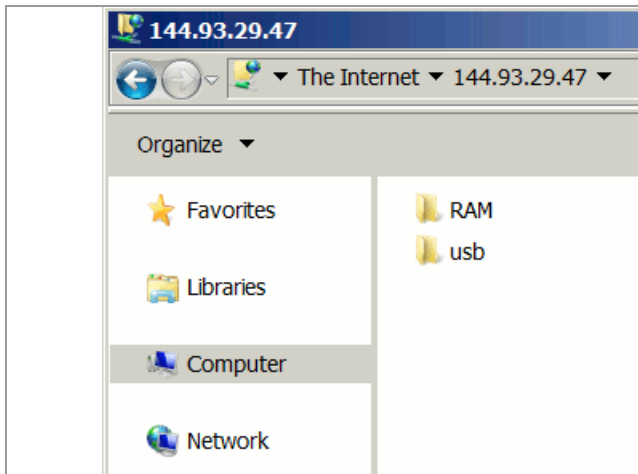 144.93.29.47
The Internet 144.93.29.47
Organize
Favorites
Libraries
Computer
Network
RAM
usb